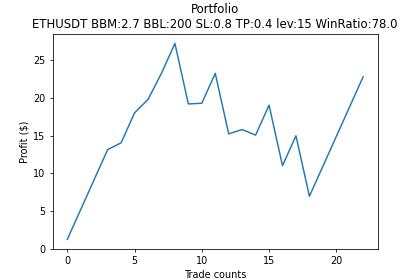 Portfolio
ETHUSDT BBM:2.7 BBL:200 SL:0.8 TP:0.4 lev:15 WinRatio:78.0
25
20
15
10
5
0
Profit ($)
0 5 10 15 20
Trade counts